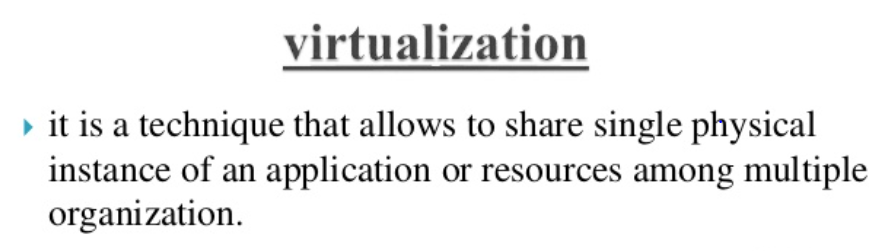 virtualization
it is a technique that allows to share single physical
instance of an application or resources among multiple
organization.